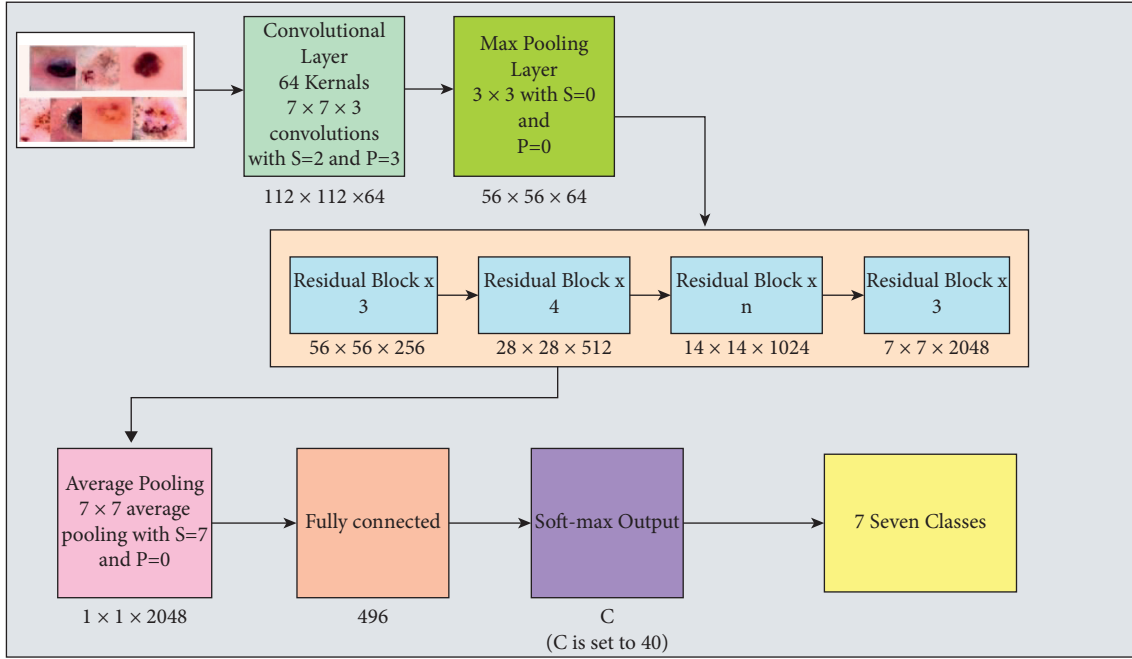 Convolutional
Layer
64 Kernals
7 × 7 × 3
convolutions
with S=2 and P=3
112 × 112 ×64
Max Pooling
Layer
3 × 3 with S=0
and
P=0
56 × 56 × 64
Residual Block x
3
56 × 56 × 256
Residual Block x
4
28 × 28 × 512
Residual Block x
n
14 × 14 × 1024
Residual Block x
3
7 × 7 × 2048
Average Pooling
7 × 7 average
pooling with S=7
and P=0
1 × 1 × 2048
Fully connected
496
Soft-max Output
C
(C is set to 40)
7 Seven Classes